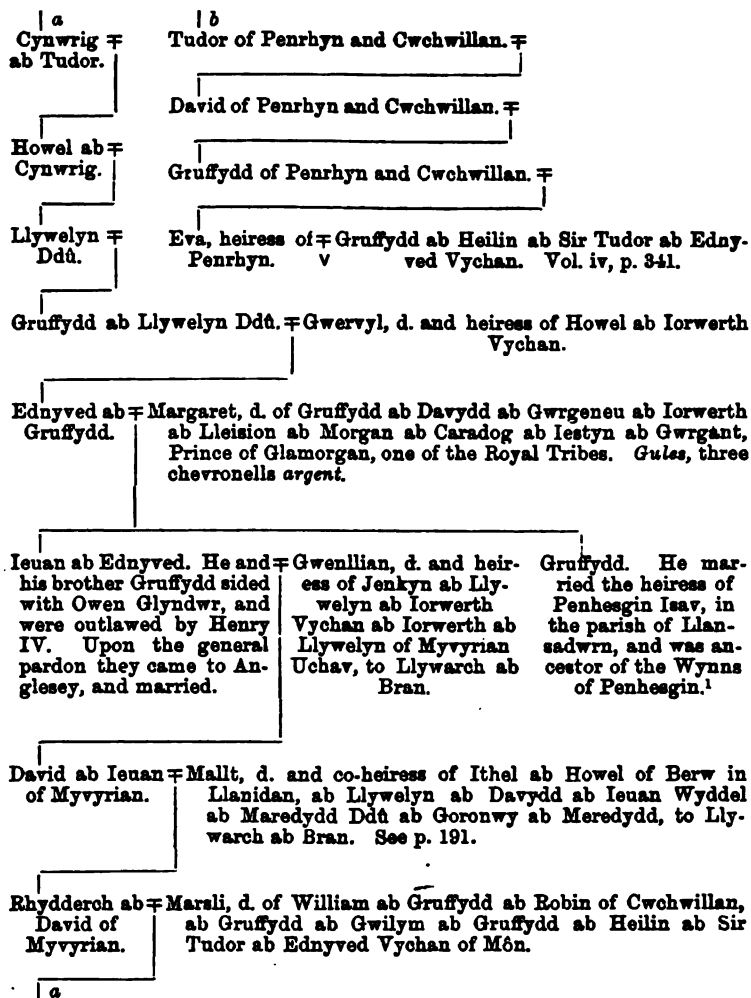 a
b
Cynwrig ∓ Tudor of Penrhyn and Cwchwillan. ∓
ab Tudor.
David of Penrhyn and Cwchwillan. ∓
Howel ab ∓
Cynwrig.
Gruffydd of Penrhyn and Cwchwillan. ∓
Llywelyn ∓
Ddû.
Eva, heiress of ∓ Gruffydd ab Heilin ab Sir Tudor ab Edny-
Penrhyn. v ved Vychan. Vol. iv, p. 341.
Gruffydd ab Llywelyn Ddû. ∓ Gwervyl, d. and heiress of Howel ab Iorwerth
Vychan.
Ednyved ab ∓ Margaret, d. of Gruffydd ab Davydd ab Gwrgeneu ab Iorwerth
Gruffydd. ab Lleision ab Morgan ab Caradog ab Iestyn ab Gwrgant,
Prince of Glamorgan, one of the Royal Tribes. Gules, three
chevronells argent.
Ieuan ab Ednyved. He and ∓
his brother Gruffydd sided
with Owen Glyndwr, and
were outlawed by Henry
IV. Upon the general
pardon they came to An-
glesey, and married.
Gwenllian, d. and heir-
ess of Jenkyn ab Lly-
welyn ab Iorwerth
Vychan ab Iorwerth ab
Llywelyn of Myvyrian
Uchav, to Llywarch ab
Bran.
Gruffydd. He mar-
ried the heiress of
Penhesgin Isav, in
the parish of Llan-
sadwrn, and was an-
cestor of the Wynns
of Penhesgin.¹
David ab Ieuan ∓ Mallt, d. and co-heiress of Ithel ab Howel of Berw in
of Myvyrian. Llanidan, ab Llywelyn ab Davydd ab Ieuan Wyddel
ab Maredydd Ddû ab Goronwy ab Meredydd, to Lly-
warch ab Bran. See p. 191.
Rhydderch ab ∓ Marsli, d. of William ab Gruffydd ab Robin of Cwchwillan,
David of ab Gruffydd ab Gwilym ab Gruffydd ab Heilin ab Sir
Myvyrian. Tudor ab Ednyved Vychan of Môn.
a